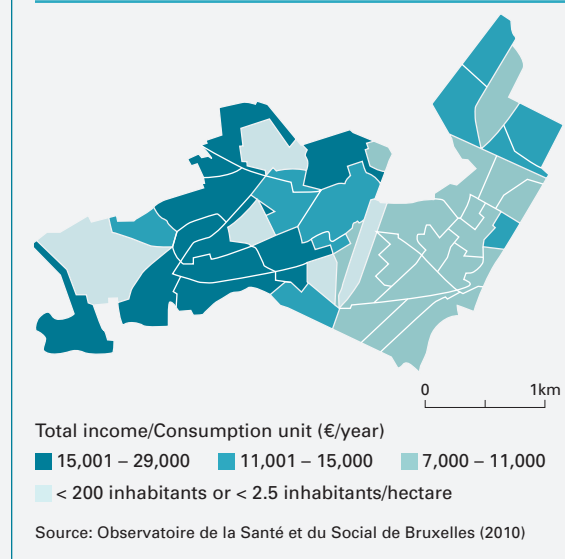 0 1km
Total income/Consumption unit (€/year)
15,001 – 29,000 11,001 – 15,000 7,000 – 11,000
< 200 inhabitants or < 2.5 inhabitants/hectare
Source: Observatoire de la Santé et du Social de Bruxelles (2010)